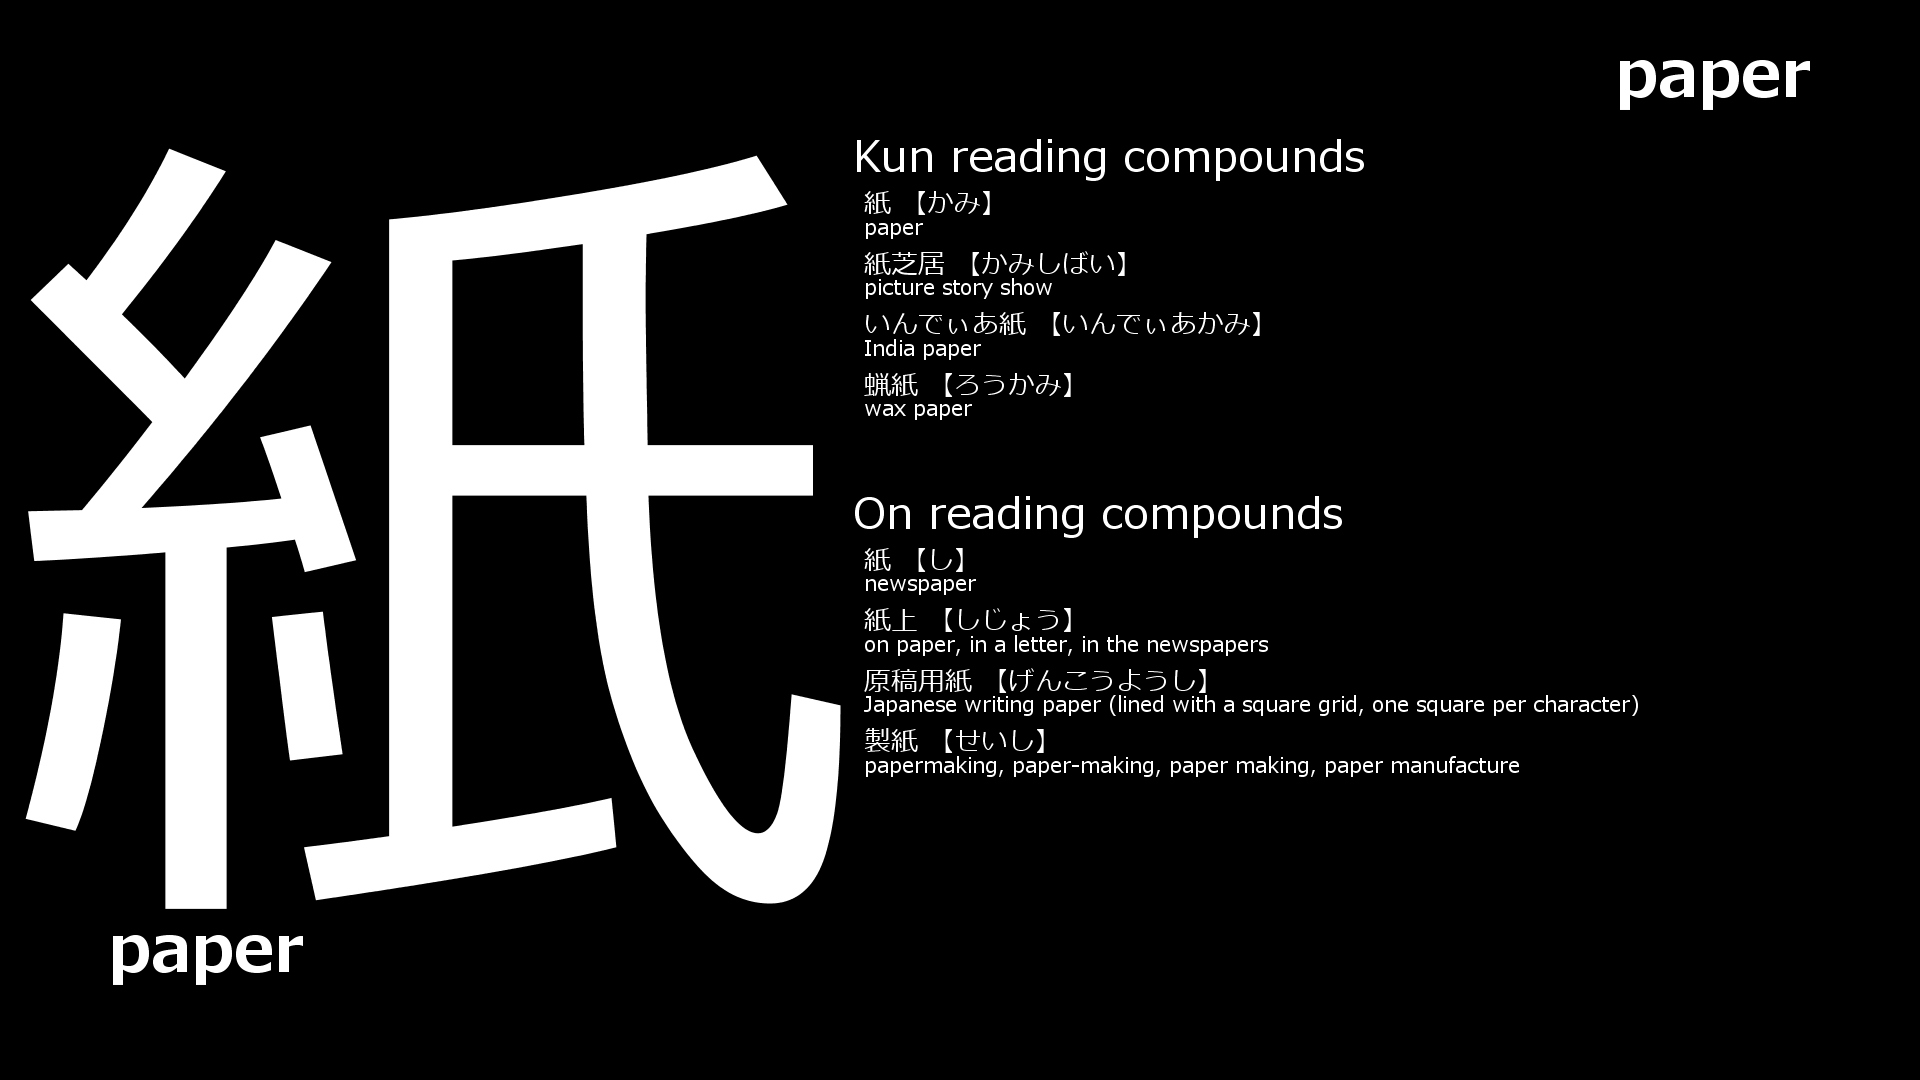 paper
紙
Kun reading compounds
紙 【かみ】
paper
紙芝居 【かみしばい】
picture story show
いんでぃあ紙 【いんでぃあかみ】
India paper
蝋紙 【ろうかみ】
wax paper
On reading compounds
紙 【し】
newspaper
紙上 【しじょう】
on paper, in a letter, in the newspapers
原稿用紙 【げんこうようし】
Japanese writing paper (lined with a square grid, one square per character)
製紙 【せいし】
papermaking, paper-making, paper making, paper manufacture
paper